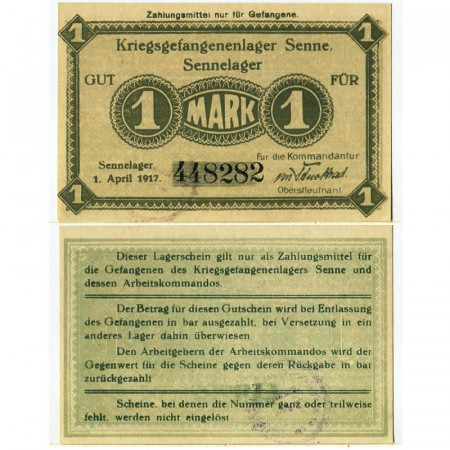 Zahlungsmittel nur für Gefangene.
1 1
Kriegsgefangenenlager Senne,
Sennelager
GUT FÜR
1 MARK 1
Sennelager,
1. April 1917.
448282
für die Kommandantur
Oberstleutnant
1 1
Dieser Lagerschein gilt nur als Zahlungsmittel für
die Gefangenen des Kriegsgefangenenlagers Senne und
dessen Arbeitskommandos.
Der Betrag für diesen Gutschein wird bei Entlassung
des Gefangenen in bar ausgezahlt, bei Versetzung in ein
anderes Lager dahin überwiesen
Den Arbeitgebern der Arbeitskommandos wird der
Gegenwert für die Scheine gegen deren Rückgabe in bar
zurückgezahlt
Scheine, bei denen die Nummer ganz oder teilweise
fehlt, werden nicht eingelöst